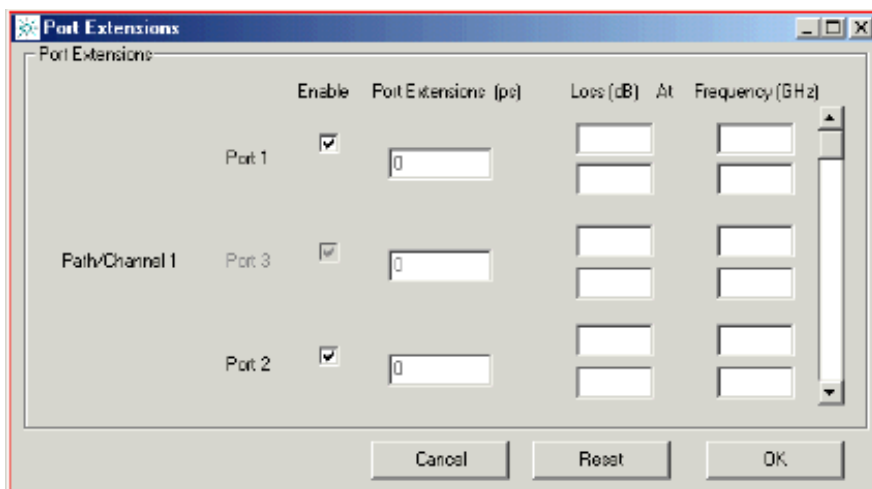 Port Extensions
Port Extensions
Enable Port Extensions (ps) Loss (dB) At Frequency (GHz)
Port 1
0
Path/Channel 1
Port 3
0
Port 2
0
Cancel Reset OK